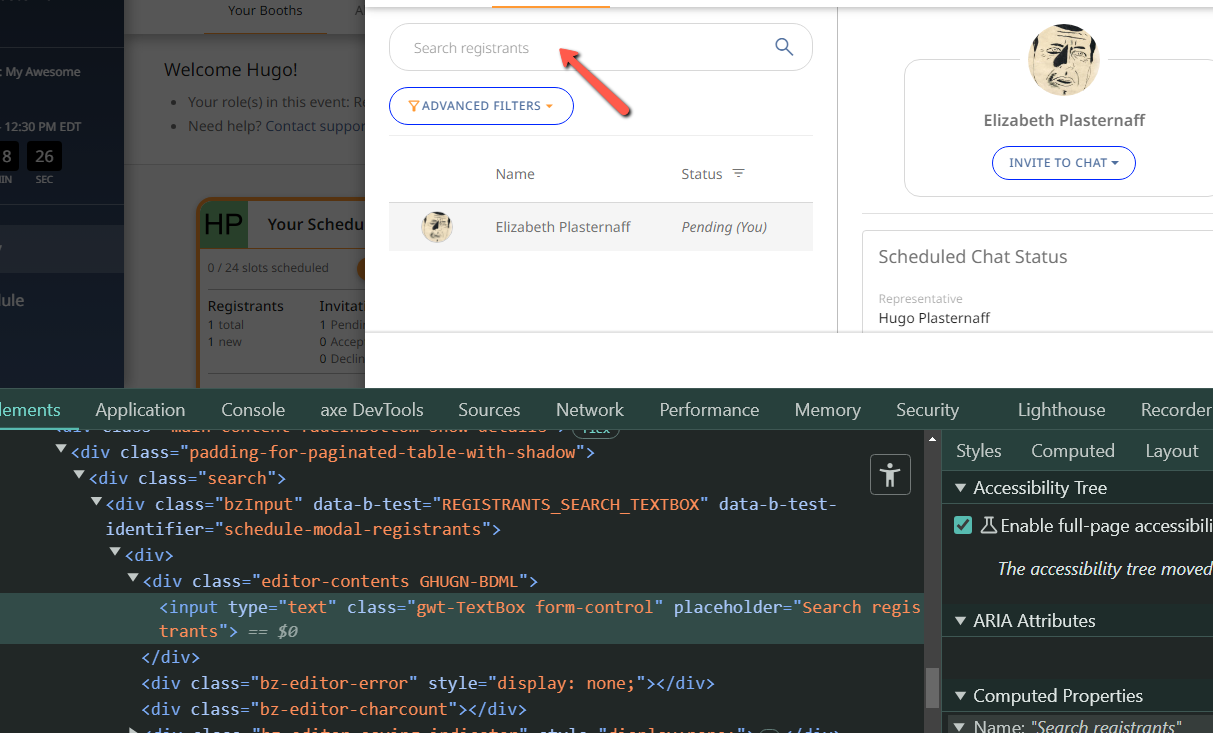 Your Booths
: My Awesome
Welcome Hugo!
Your role(s) in this event: Re
- 12:30 PM EDT
Need help? Contact suppor
8 26
IN SEC
HP Your Schedu
0 / 24 slots scheduled
Registrants Invitati
1 total 1 Pendi
1 new 0 Accep
0 Declin
ule
Search registrants
ADVANCED FILTERS
Name Status
Elizabeth Plasternaff Pending (You)
Elizabeth Plasternaff
INVITE TO CHAT
Scheduled Chat Status
Representative
Hugo Plasternaff
lements Application Console axe DevTools Sources Network Performance Memory Security Lighthouse Recorder
<div class="padding-for-paginated-table-with-shadow">
<div class="search">
<div class="bzInput" data-b-test="REGISTRANTS_SEARCH_TEXTBOX" data-b-test-
identifier="schedule-modal-registrants">
<div>
<div class="editor-contents GHUGN-BDML">
<input type="text" class="gwt-TextBox form-control" placeholder="Search regis
trants"> == $0
</div>
<div class="bz-editor-error" style="display: none;"></div>
<div class="bz-editor-charcount"></div>
Styles Computed Layout
Accessibility Tree
Enable full-page accessibili
The accessibility tree moved
ARIA Attributes
Computed Properties
Name: "Search registrants"